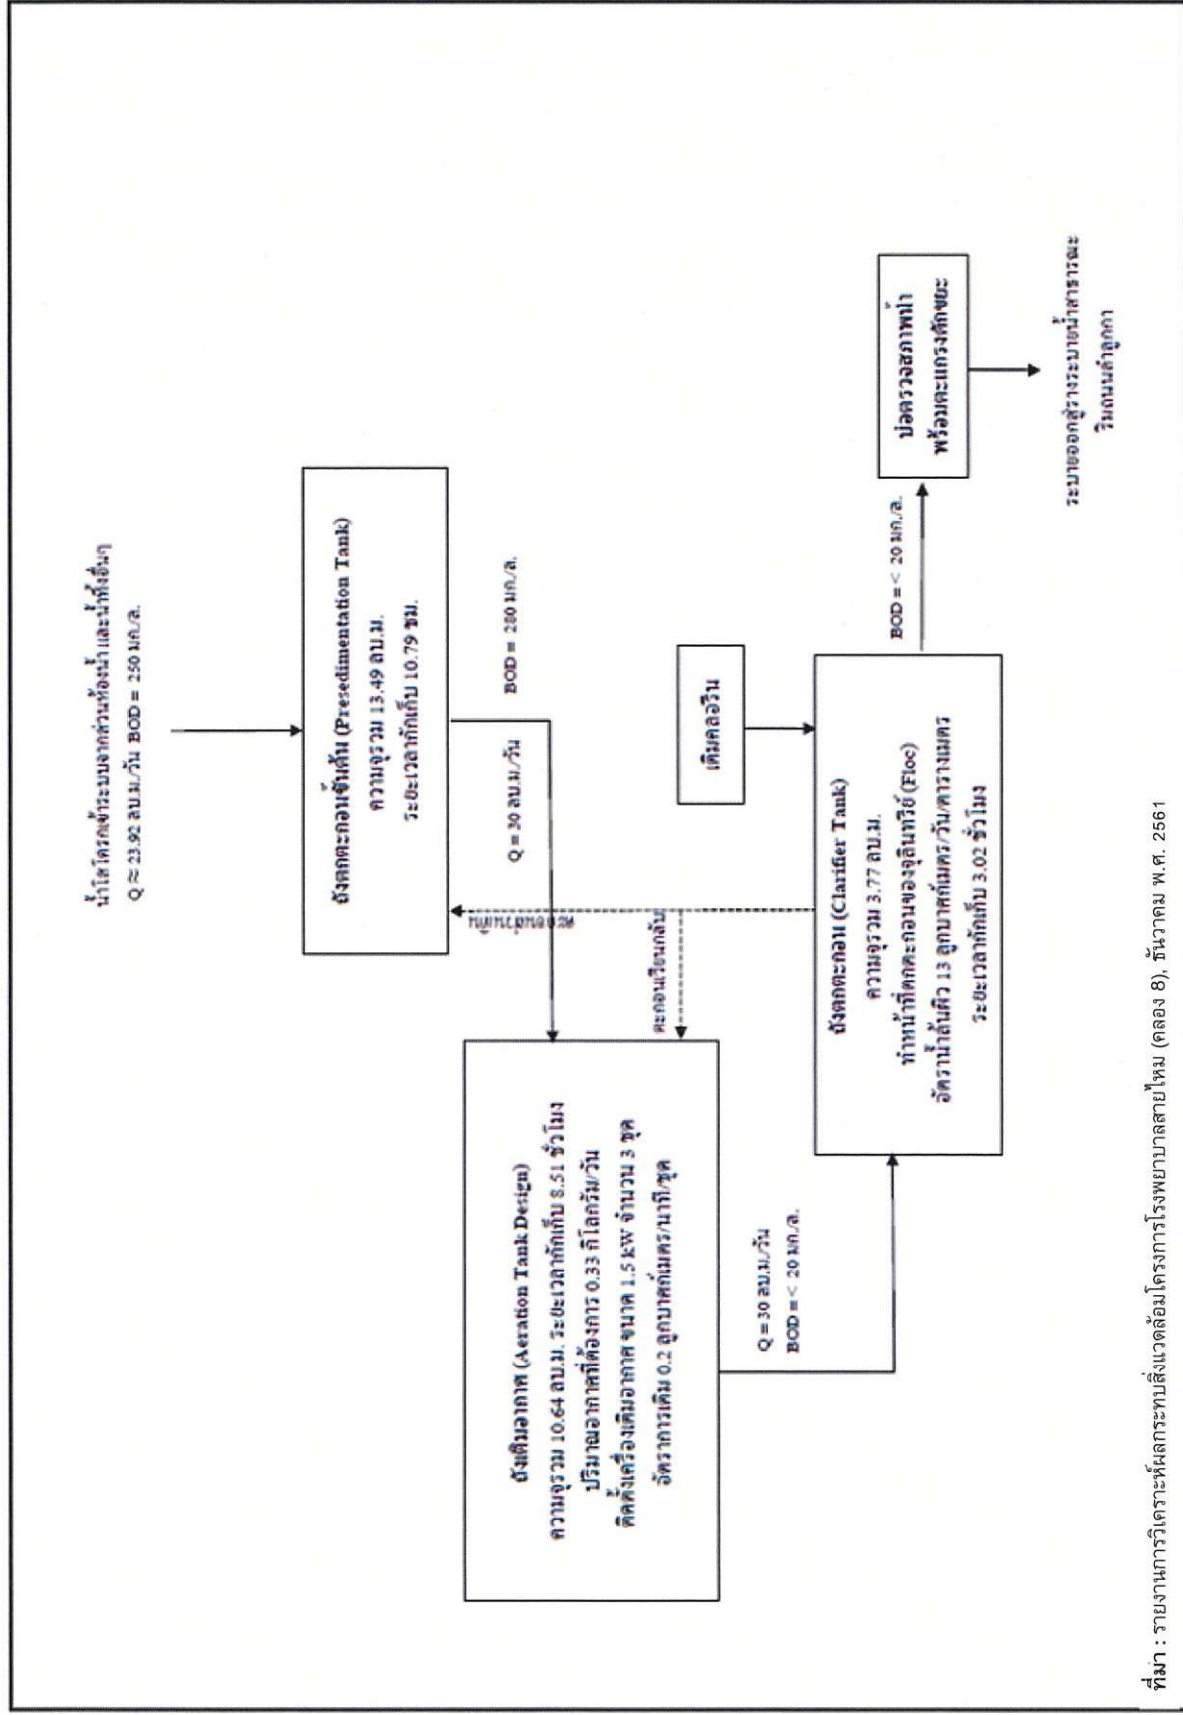 น้ำโสโครกเข้าระบบจากส่วนห้องน้ำ และน้ำทิ้งอื่นๆ
Q ≈ 23.92 ลบ.ม./วัน BOD = 250 มก./ล.
ถังตกตะกอนขั้นต้น (Presedimentation Tank)
ความจุรวม 13.49 ลบ.ม.
ระยะเวลากักเก็บ 10.79 ชม.
Q = 30 ลบ.ม./วัน
BOD = 280 มก./ล.
ตะกอนเวียนกลับ
ถังเติมอากาศ (Aeration Tank Design)
ความจุรวม 10.64 ลบ.ม. ระยะเวลากักเก็บ 8.51 ชั่วโมง
ปริมาณอากาศที่ต้องการ 0.33 กิโลกรัม/วัน
ติดตั้งเครื่องเติมอากาศ ขนาด 1.5 kW จำนวน 3 ชุด
อัตราการเติม 0.2 ลูกบาศก์เมตร/นาที/ชุด
Q = 30 ลบ.ม./วัน
BOD = < 20 มก./ล.
เติมคลอรีน
ถังตกตะกอน (Clarifier Tank)
ความจุรวม 3.77 ลบ.ม.
ทำหน้าที่ตกตะกอนของจุลินทรีย์ (Floc)
อัตราน้ำล้นผิว 13 ลูกบาศก์เมตร/วัน/ตารางเมตร
ระยะเวลากักเก็บ 3.02 ชั่วโมง
BOD = < 20 มก./ล.
บ่อตรวจสภาพน้ำ
พร้อมตะแกรงดักขยะ
ระบายออกสู่รางระบายน้ำสาธารณะ
ริมถนนลำลูกกา
ที่มา : รายงานการวิเคราะห์ผลกระทบสิ่งแวดล้อมโครงการโรงพยาบาลสายไหม (คลอง 8), ธันวาคม พ.ศ. 2561